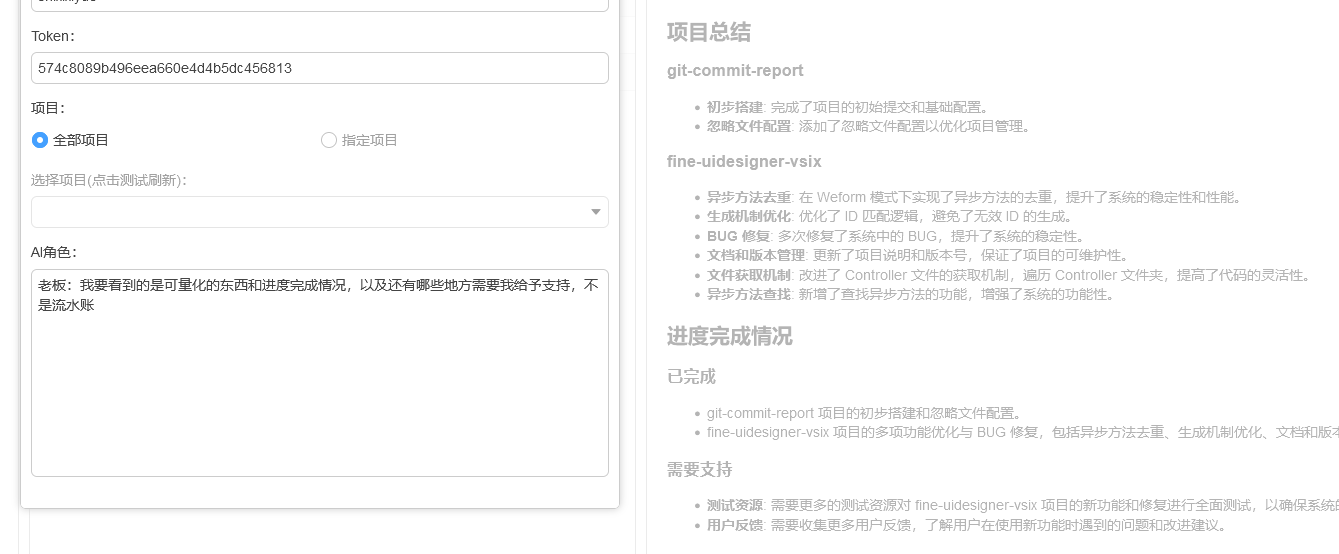 Token：
574c8089b496eea660e4d4b5dc456813
项目：
全部项目
指定项目
选择项目(点击测试刷新)：
AI角色：
老板：我要看到的是可量化的东西和进度完成情况，以及还有哪些地方需要我给予支持，不
是流水账
项目总结
git-commit-report
初步搭建: 完成了项目的初始提交和基础配置。
忽略文件配置: 添加了忽略文件配置以优化项目管理。
fine-uidesigner-vsix
异步方法去重: 在 Weform 模式下实现了异步方法的去重，提升了系统的稳定性和性能。
生成机制优化: 优化了 ID 匹配逻辑，避免了无效 ID 的生成。
BUG 修复: 多次修复了系统中的 BUG，提升了系统的稳定性。
文档和版本管理: 更新了项目说明和版本号，保证了项目的可维护性。
文件获取机制: 改进了 Controller 文件的获取机制，遍历 Controller 文件夹，提高了代码的灵活性。
异步方法查找: 新增了查找异步方法的功能，增强了系统的功能性。
进度完成情况
已完成
git-commit-report 项目的初步搭建和忽略文件配置。
fine-uidesigner-vsix 项目的多项功能优化与 BUG 修复，包括异步方法去重、生成机制优化、文档和版本
需要支持
测试资源: 需要更多的测试资源对 fine-uidesigner-vsix 项目的新功能和修复进行全面测试，以确保系统的
用户反馈: 需要收集更多用户反馈，了解用户在使用新功能时遇到的问题和改进建议。